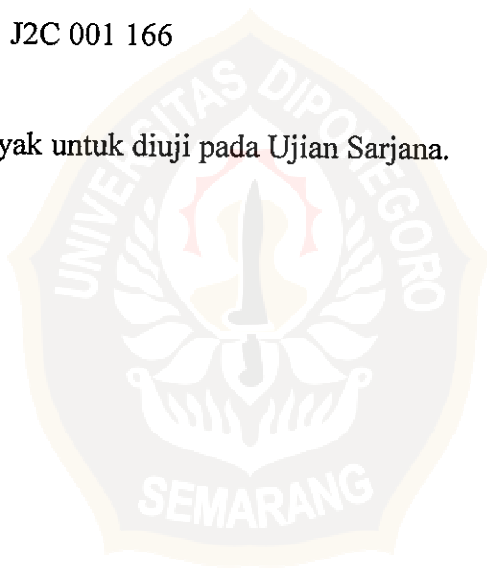 J2C 001 166
yak untuk diuji pada Ujian Sarjana.
UNIVERSITAS DIPONEGORO
SEMARANG